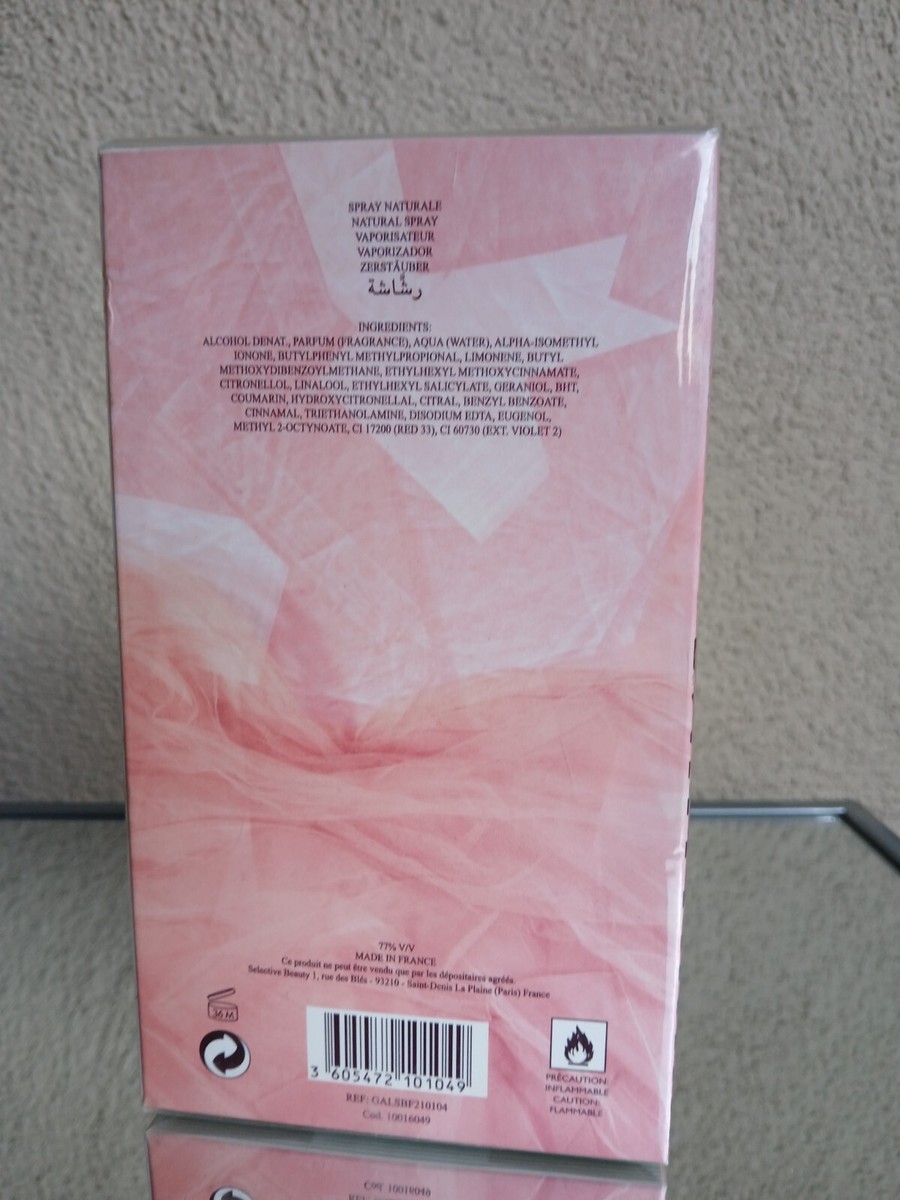 SPRAY NATURALE
NATURAL SPRAY
VAPORISATEUR
VAPORIZADOR
ZERSTÄUBER
رشَّاشة
INGREDIENTS:
ALCOHOL DENAT., PARFUM (FRAGRANCE), AQUA (WATER), ALPHA-ISOMETHYL
IONONE, BUTYLPHENYL METHYLPROPIONAL, LIMONENE, BUTYL
METHOXYDIBENZOYLMETHANE, ETHYLHEXYL METHOXYCINNAMATE,
CITRONELLOL, LINALOOL, ETHYLHEXYL SALICYLATE, GERANIOL, BHT,
COUMARIN, HYDROXYCITRONELLAL, CITRAL, BENZYL BENZOATE,
CINNAMAL, TRIETHANOLAMINE, DISODIUM EDTA, EUGENOL,
METHYL 2-OCTYNOATE, CI 17200 (RED 33), CI 60730 (EXT. VIOLET 2)
77% V/V
MADE IN FRANCE
Ce produit ne peut être vendu que par les dépositaires agréés.
Selective Beauty 1, rue des Blés - 93210 - Saint-Denis La Plaine (Paris) France
36 M
3 605472 101049
PRÉCAUTION
INFLAMMABLE
CAUTION:
FLAMMABLE
REF: GALSBF210104
Cod. 10016049